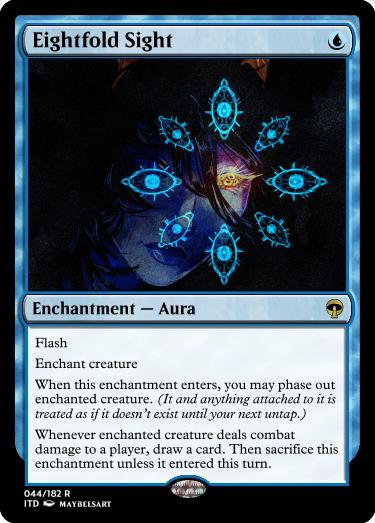 Eightfold Sight
Enchantment — Aura
Flash
Enchant creature
When this enchantment enters, you may phase out
enchanted creature. (It and anything attached to it is
treated as if it doesn't exist until your next untap.)
Whenever enchanted creature deals combat
damage to a player, draw a card. Then sacrifice this
enchantment unless it entered this turn.
044/182 R
ITD MAYBELSART